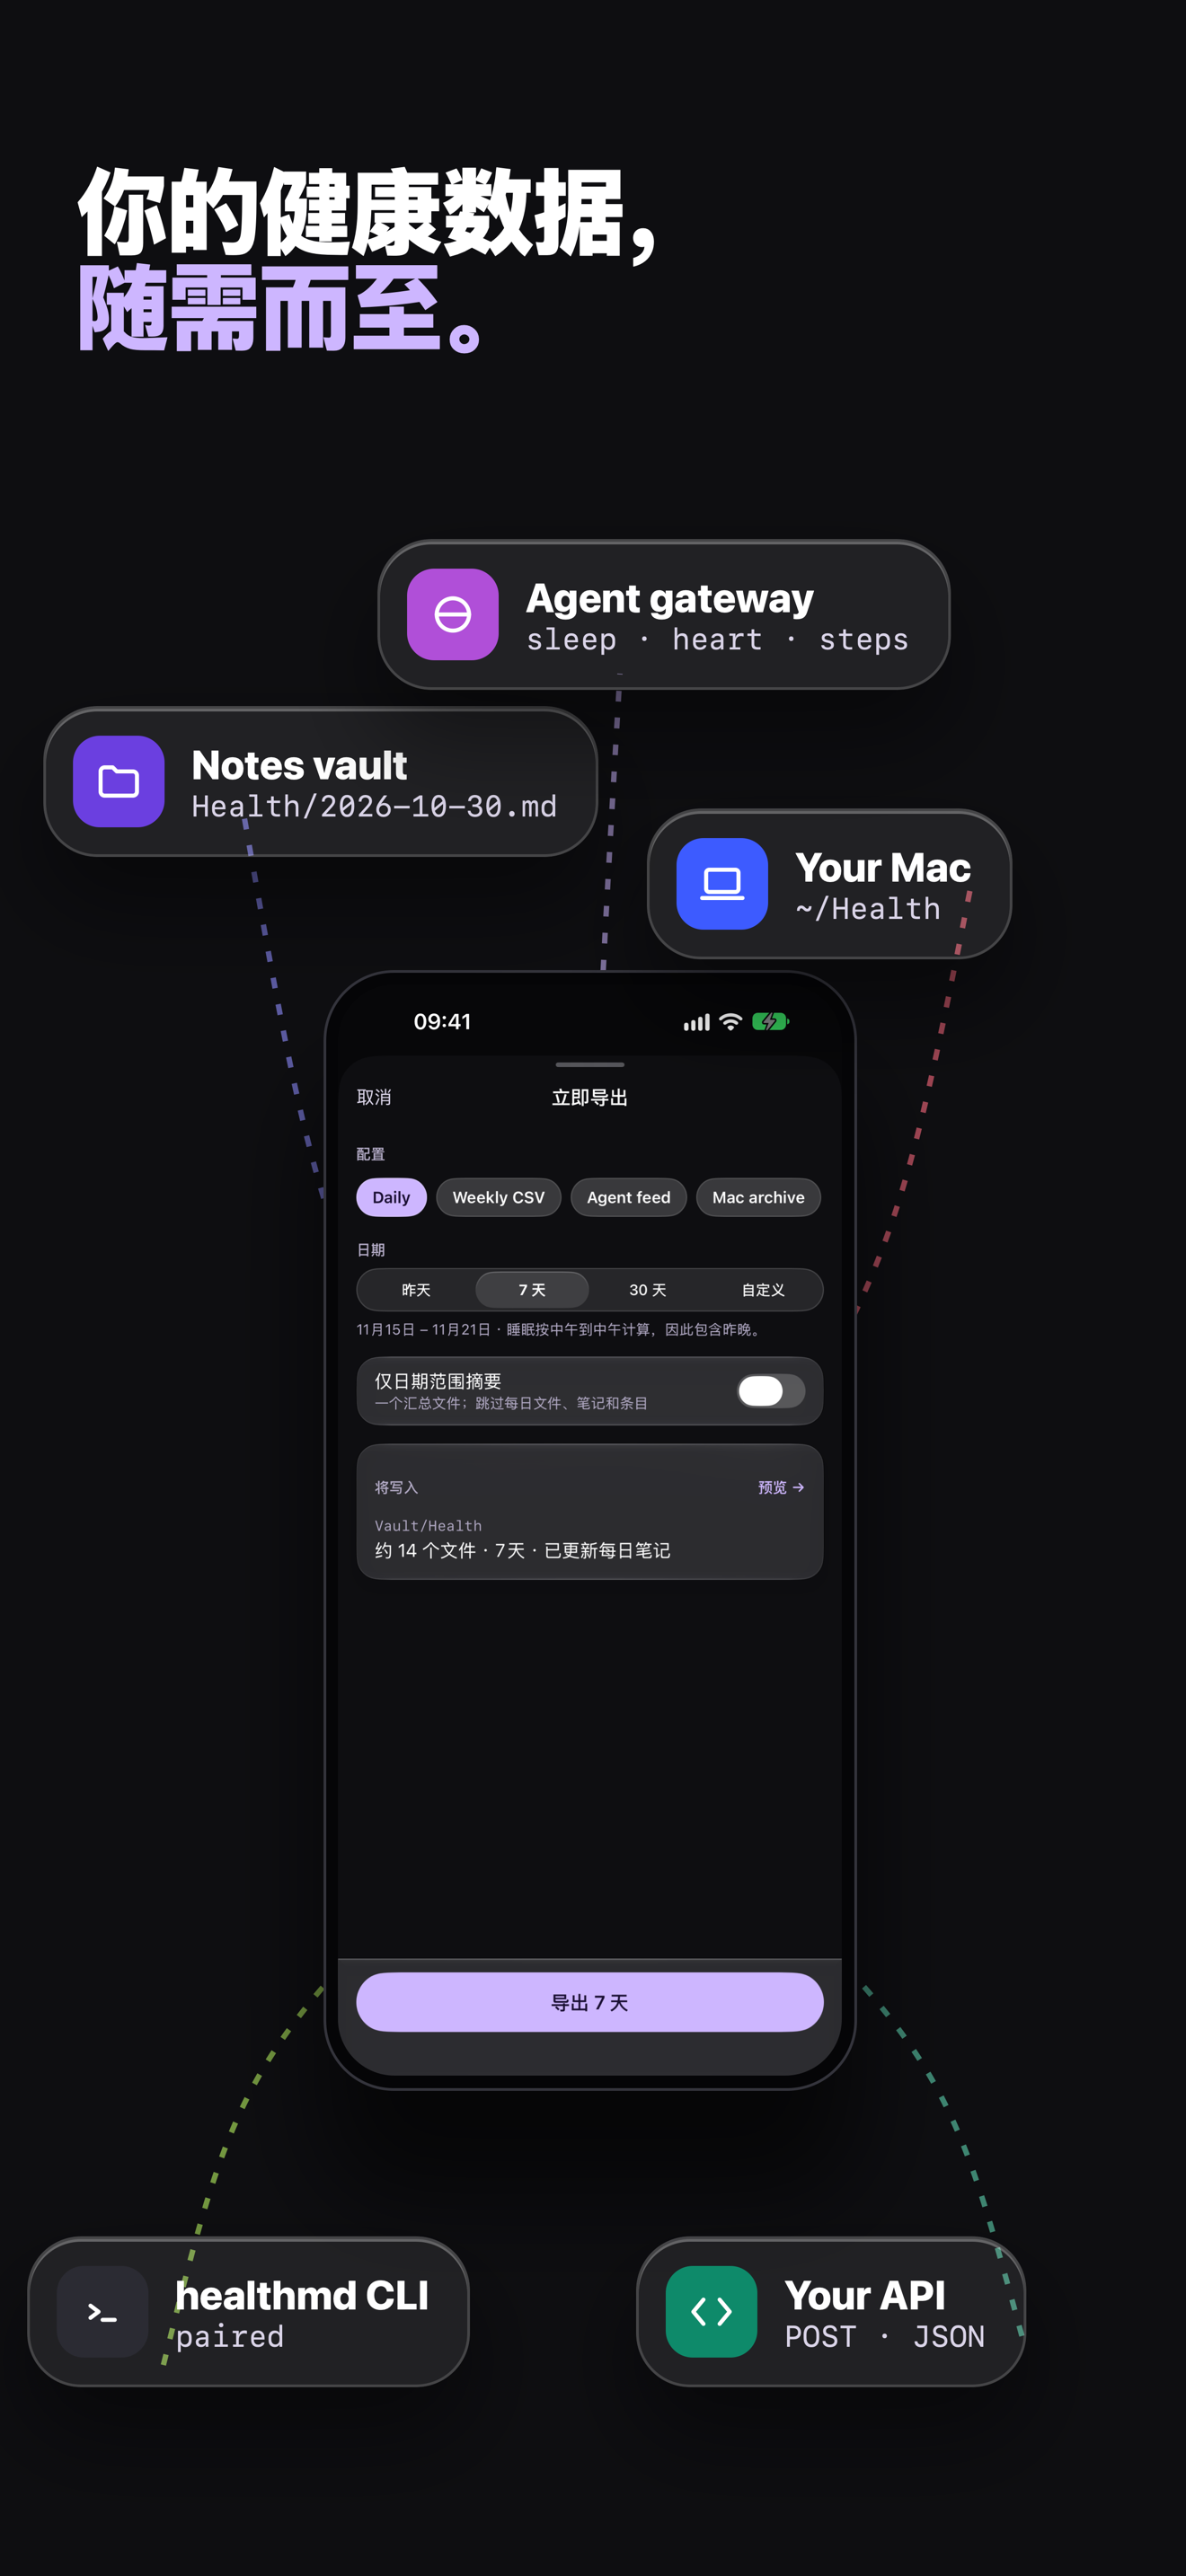 你的健康数据，
随需而至。
Agent gateway
sleep · heart · steps
Notes vault
Health/2026-10-30.md
Your Mac
~/Health
09:41
取消
立即导出
配置
Daily
Weekly CSV
Agent feed
Mac archive
日期
昨天
7 天
30 天
自定义
11月15日 – 11月21日 · 睡眠按中午到中午计算，因此包含昨晚。
仅日期范围摘要
一个汇总文件；跳过每日文件、笔记和条目
将写入
预览 →
Vault/Health
约 14 个文件 · 7 天 · 已更新每日笔记
导出 7 天
healthmd CLI
paired
Your API
POST · JSON